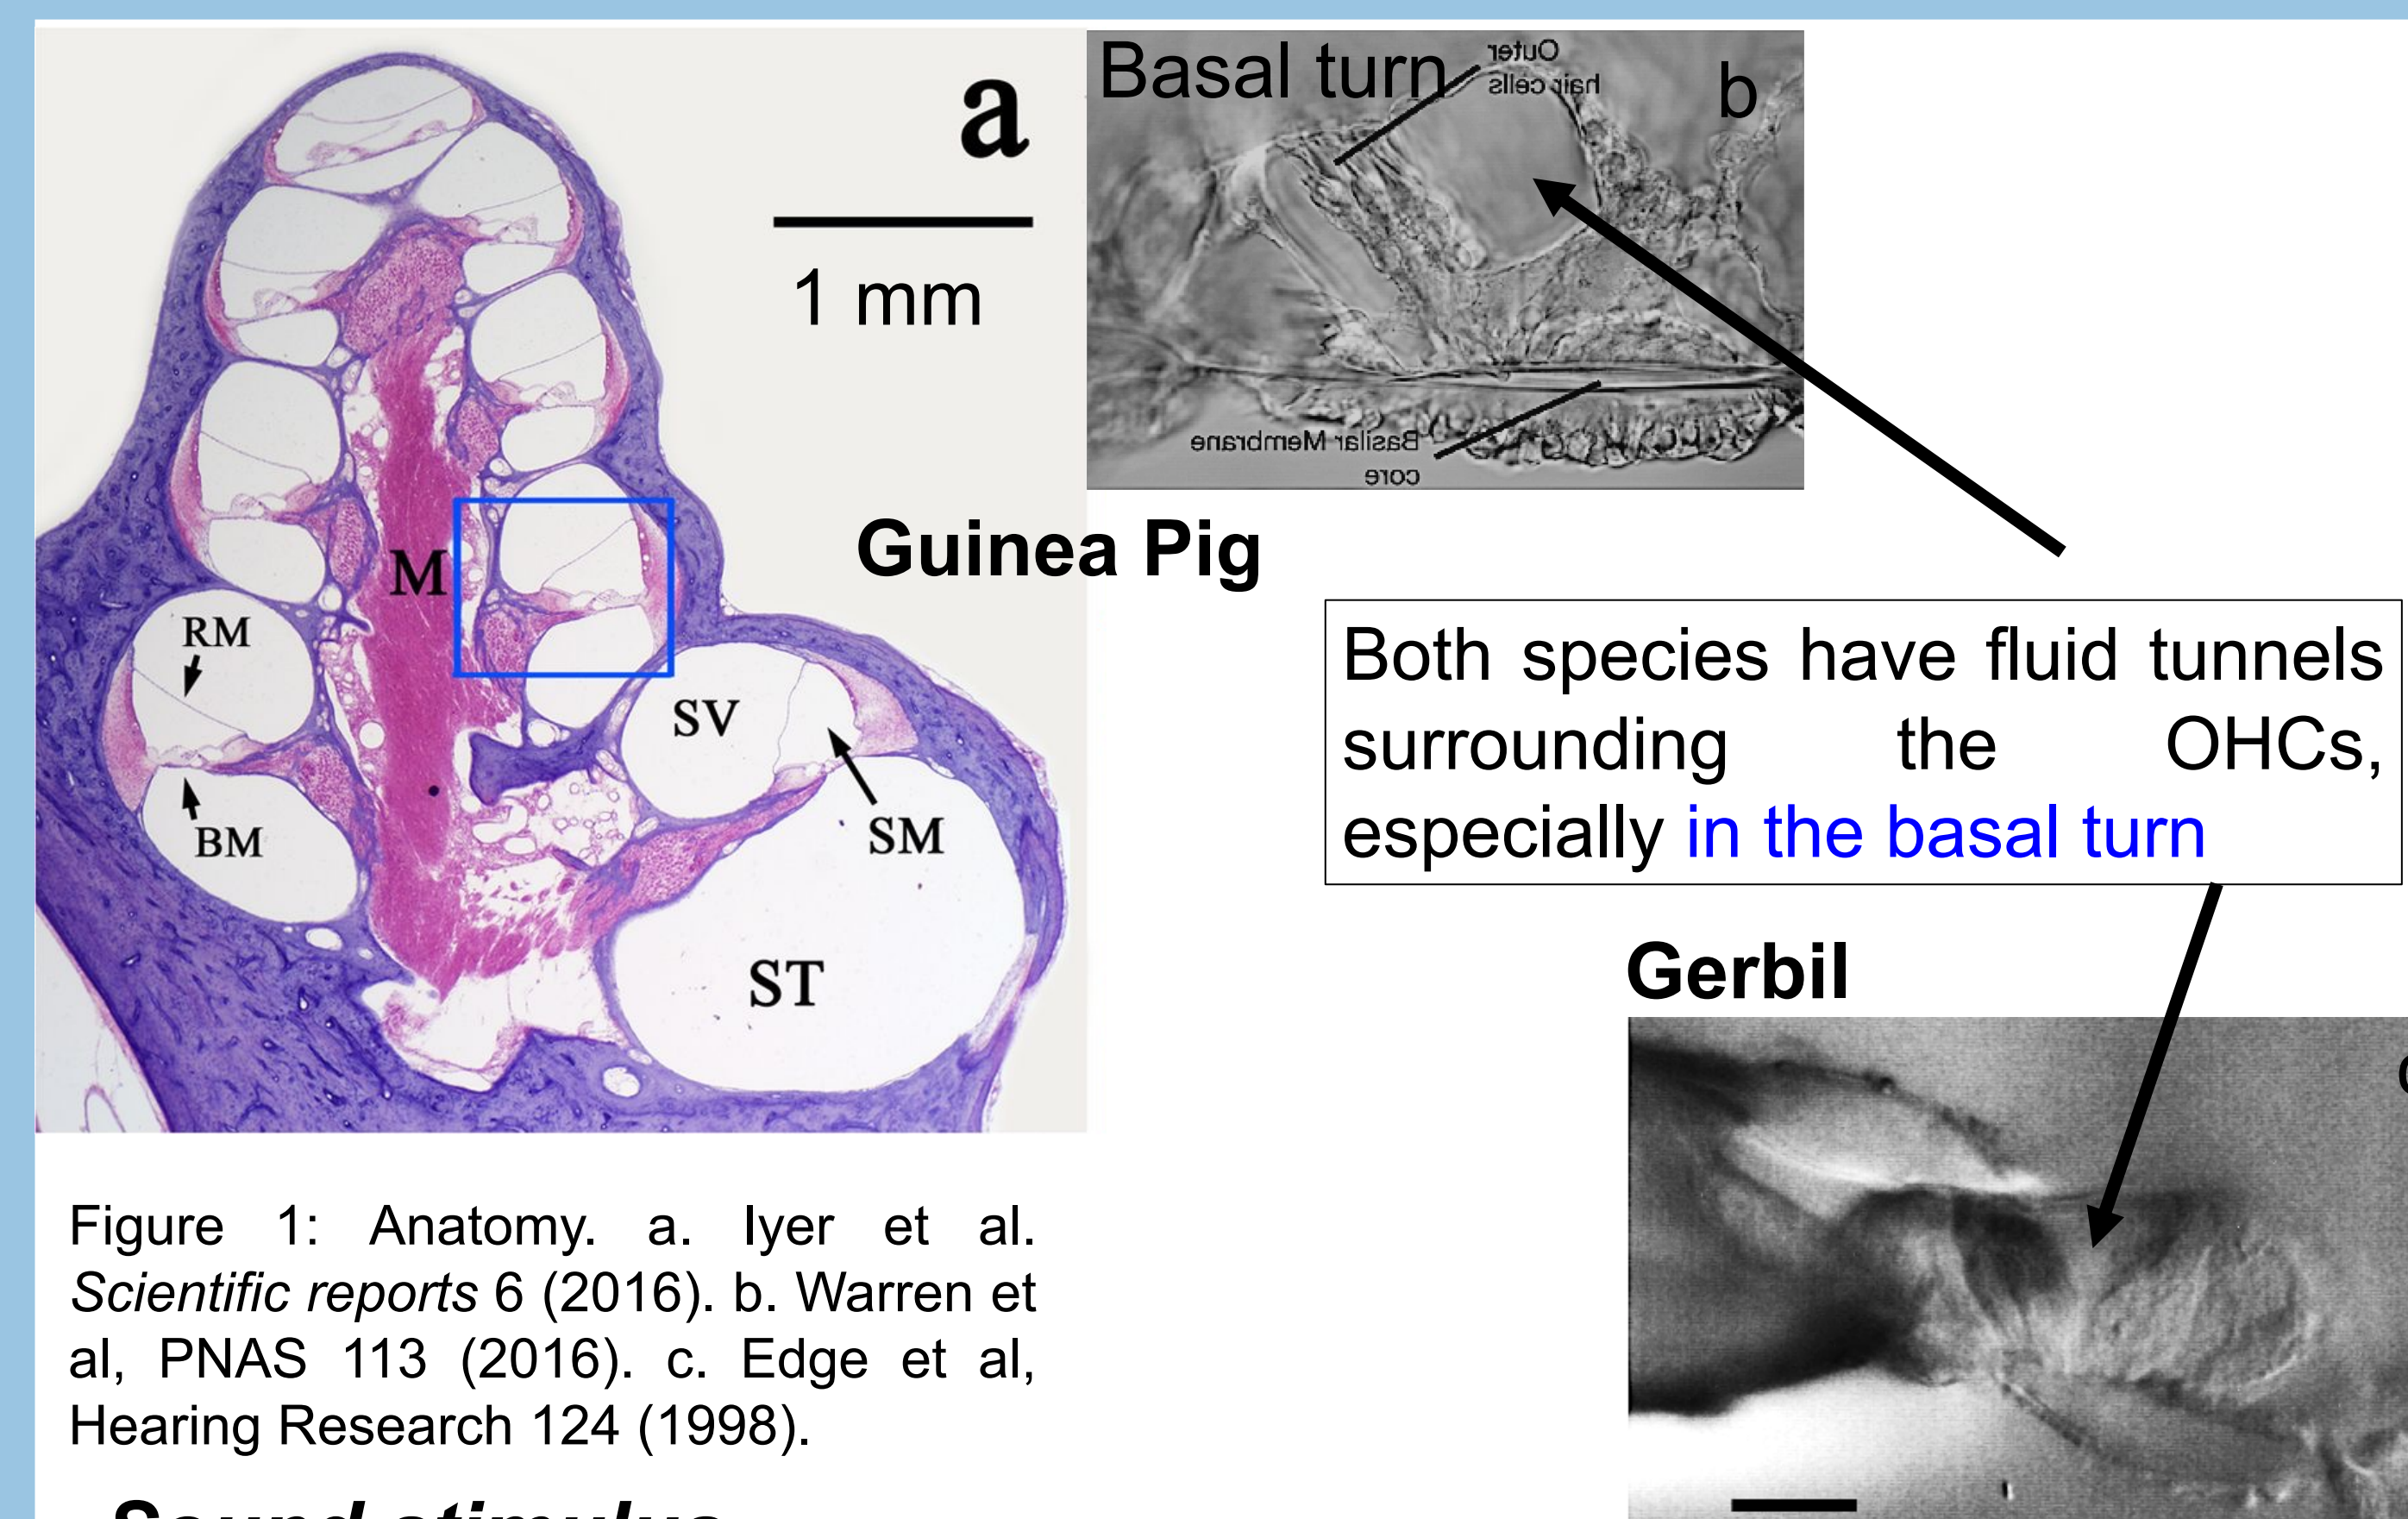 a
1 mm
Basal turn
Outer
hair cells
b
Basilar Membrane
core
Guinea Pig
M
RM
BM
SV
SM
ST
Both species have fluid tunnels
surrounding the OHCs,
especially in the basal turn
Gerbil
Figure 1: Anatomy. a. Iyer et al.
Scientific reports 6 (2016). b. Warren et
al, PNAS 113 (2016). c. Edge et al,
Hearing Research 124 (1998).
Sound stimulus